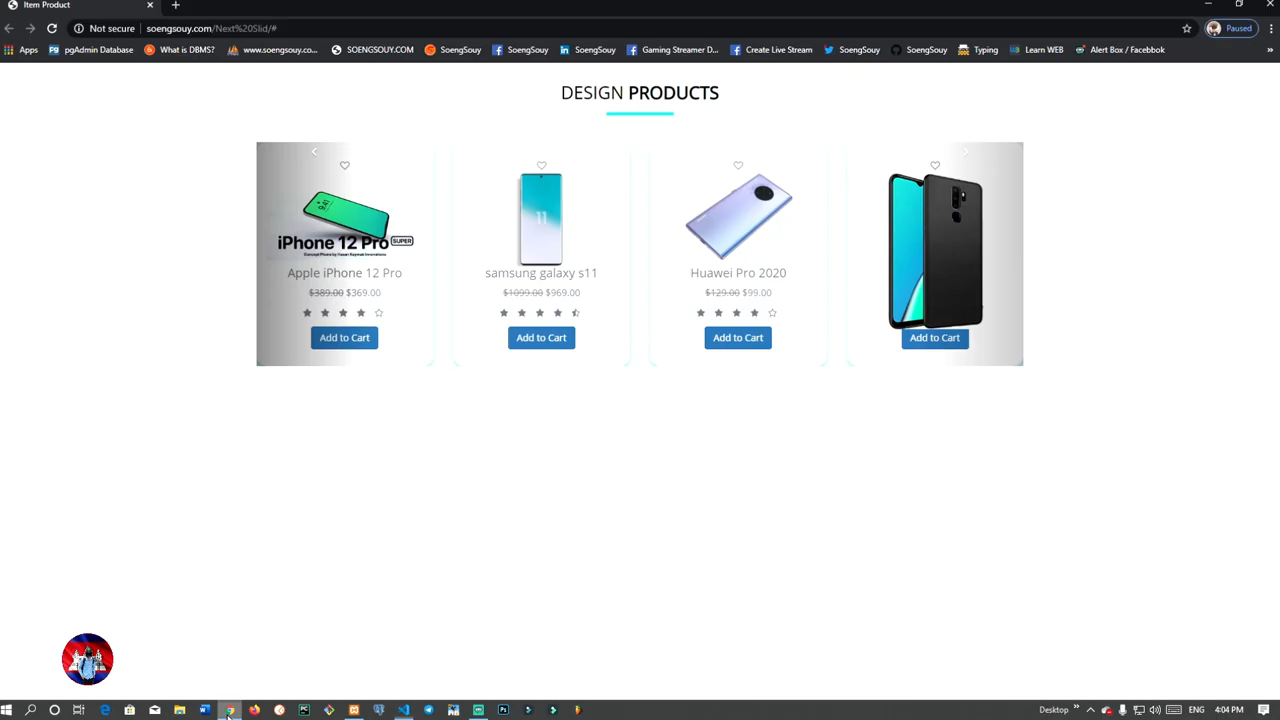 Item Product
Not secure soengsouy.com/Next%20Slid/# Paused
Apps pgAdmin Database What is DBMS? www.soengsouy.co... SOENGSOUY.COM SoengSouy SoengSouy SoengSouy Gaming Streamer D... Create Live Stream SoengSouy SoengSouy Typing Learn WEB Alert Box / Facebook
DESIGN PRODUCTS
9:41
iPhone 12 Pro SUPER
11
Apple iPhone 12 Pro samsung galaxy s11 Huawei Pro 2020
$389.00 $369.00 $1099.00 $969.00 $129.00 $99.00
Add to Cart Add to Cart Add to Cart Add to Cart
Desktop ENG 4:04 PM